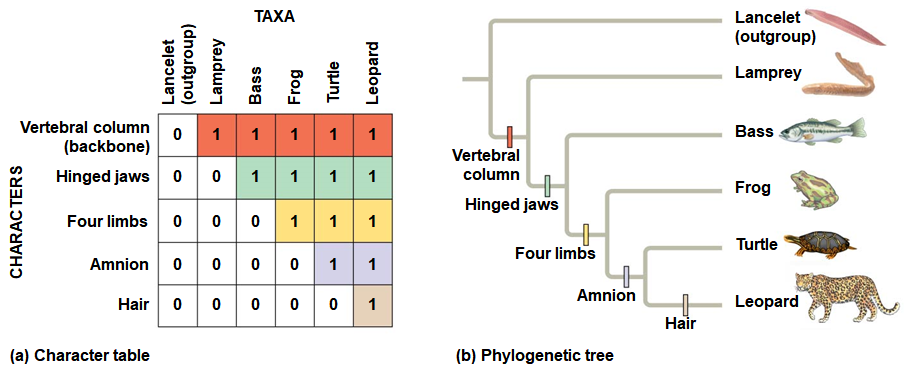 TAXA
Lancelet
(outgroup)
Lamprey
Bass
Frog
Turtle
Leopard
CHARACTERS
Vertebral column
(backbone)
0 1 1 1 1 1
Hinged jaws
0 0 1 1 1 1
Four limbs
0 0 0 1 1 1
Amnion
0 0 0 0 1 1
Hair
0 0 0 0 0 1
(a) Character table
Lancelet
(outgroup)
Lamprey
Bass
Frog
Turtle
Leopard
Vertebral
column
Hinged jaws
Four limbs
Amnion
Hair
(b) Phylogenetic tree